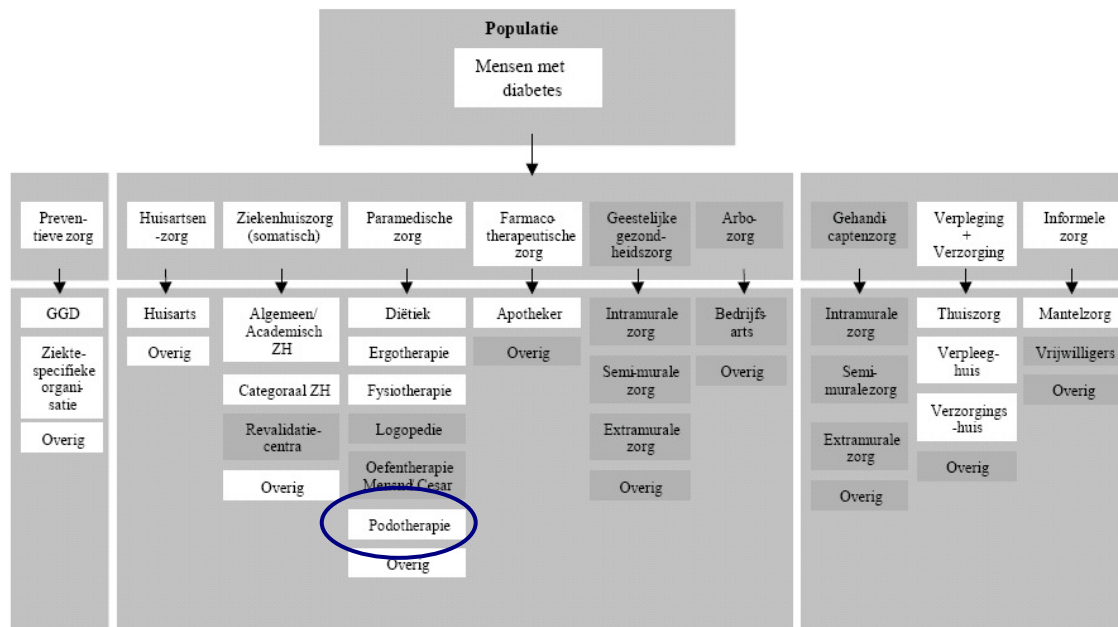 Populatie
Mensen met
diabetes
Preven-
tieve zorg
Huisartsen
-zorg
Ziekenhuiszorg
(somatisch)
Paramedische
zorg
Farmaco-
therapeutische
zorg
Geestelijke
gezond-
heidszorg
Arbo-
zorg
Gehandi-
captenzorg
Verpleging
+
Verzorging
Informele
zorg
GGD
Ziekte-
specifieke
organi-
satie
Overig
Huisarts
Overig
Algemeen/
Academisch
ZH
Categoraal ZH
Revalidatie-
centra
Overig
Diëtiek
Ergotherapie
Fysiotherapie
Logopedie
Oefentherapie
Mensnd/ Cesar
Podotherapie
Overig
Apotheker
Overig
Intramurale
zorg
Semi-murale
zorg
Extramurale
zorg
Overig
Bedrijfs-
arts
Overig
Intramurale
zorg
Semi-
muralezorg
Extramurale
zorg
Overig
Thuiszorg
Verpleeg-
huis
Verzorgings
-huis
Overig
Mantelzorg
Vrijwilligers
Overig